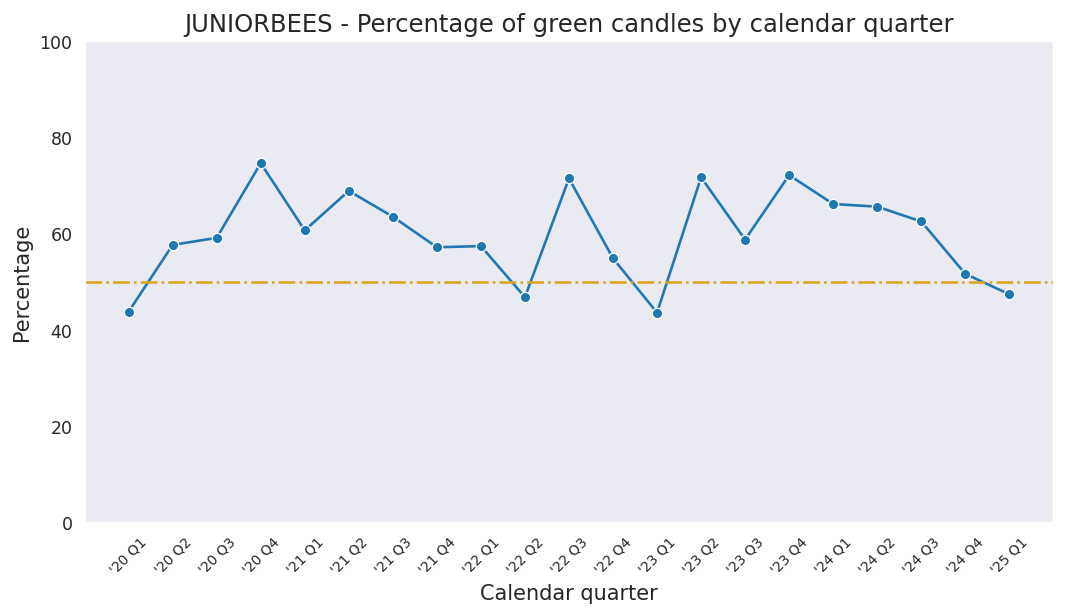 JUNIORBEES - Percentage of green candles by calendar quarter
100
80
60
40
20
0
Percentage
'20 Q1
'20 Q2
'20 Q3
'20 Q4
'21 Q1
'21 Q2
'21 Q3
'21 Q4
'22 Q1
'22 Q2
'22 Q3
'22 Q4
'23 Q1
'23 Q2
'23 Q3
'23 Q4
'24 Q1
'24 Q2
'24 Q3
'24 Q4
'25 Q1
Calendar quarter